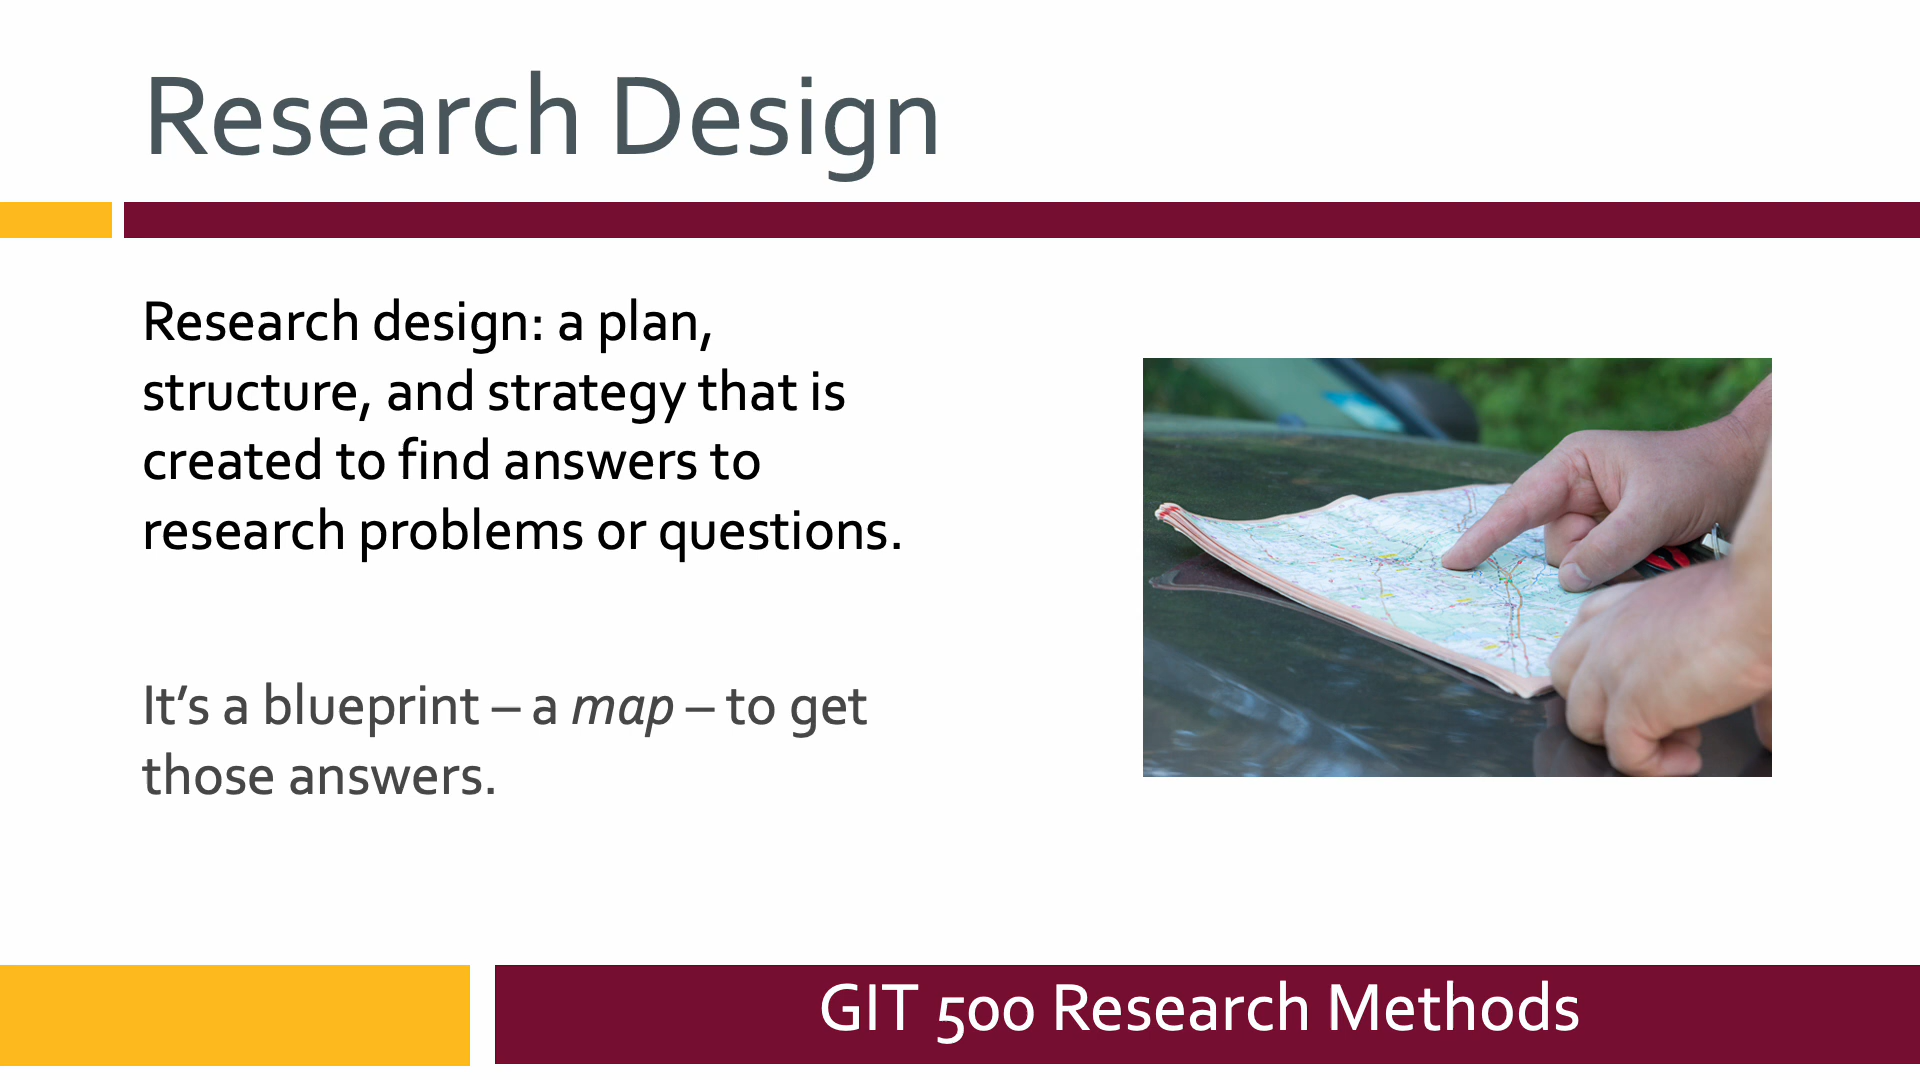 Research Design
Research design: a plan,
structure, and strategy that is
created to find answers to
research problems or questions.
It’s a blueprint – a map – to get
those answers.
GIT 500 Research Methods